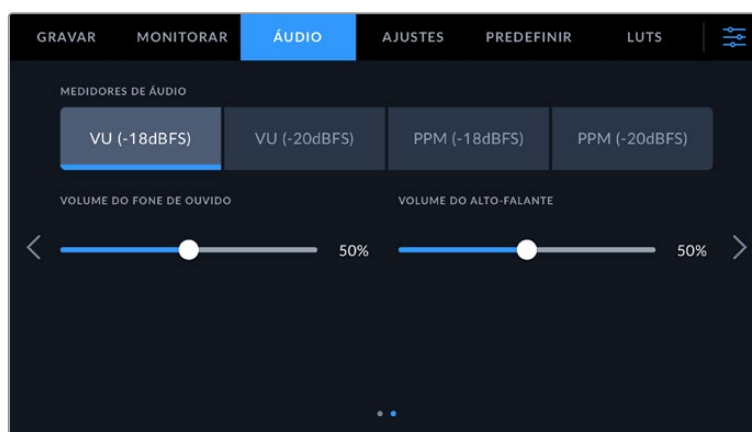 GRAVAR MONITORAR ÁUDIO AJUSTES PREDEFINIR LUTS
MEDIDORES DE ÁUDIO
VU (-18dBFS) VU (-20dBFS) PPM (-18dBFS) PPM (-20dBFS)
VOLUME DO FONE DE OUVIDO VOLUME DO ALTO-FALANTE
50% 50%